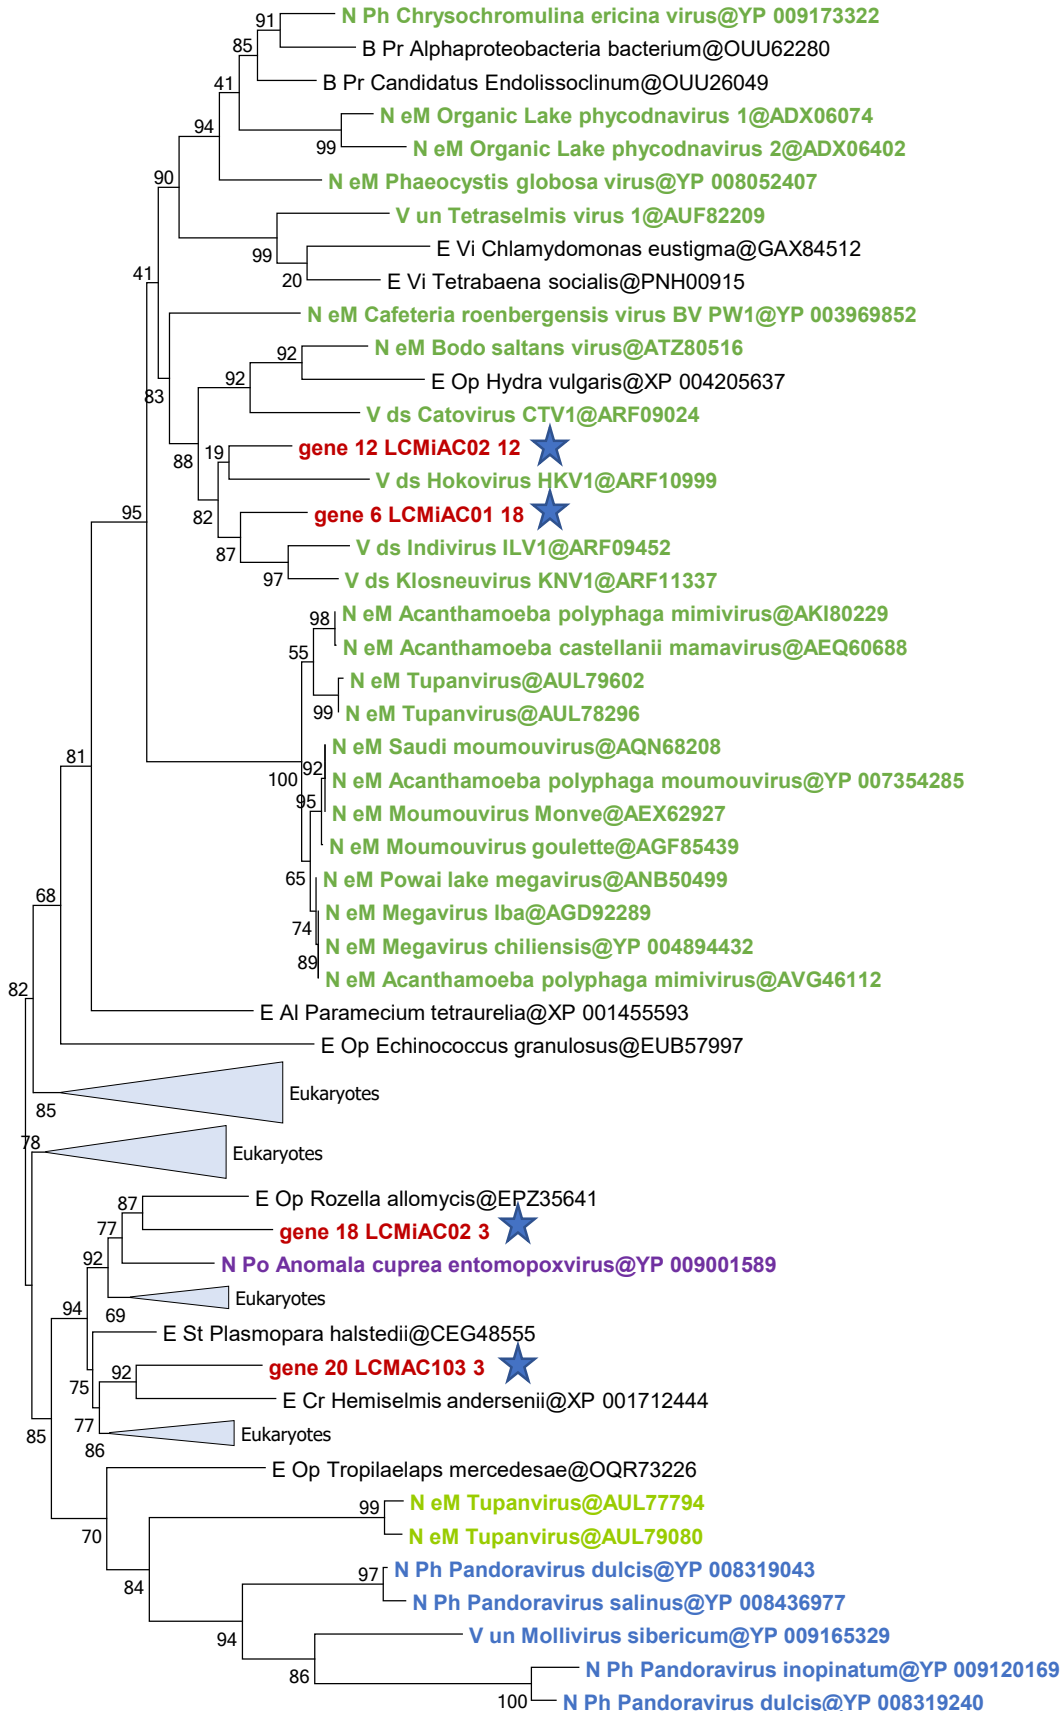 N Ph Chrysochromulina ericina virus@YP 009173322
91
B Pr Alphaproteobacteria bacterium@OUU62280
85
B Pr Candidatus Endolissoclinum@OUU26049
41
N eM Organic Lake phycodnavirus 1@ADX06074
94
99
N eM Organic Lake phycodnavirus 2@ADX06402
90
N eM Phaeocystis globosa virus@YP 008052407
V un Tetraselmis virus 1@AUF82209
99
E Vi Chlamydomonas eustigma@GAX84512
41
20
E Vi Tetrabaena socialis@PNH00915
N eM Cafeteria roenbergensis virus BV PW1@YP 003969852
92
N eM Bodo saltans virus@ATZ80516
92
E Op Hydra vulgaris@XP 004205637
83
V ds Catovirus CTV1@ARF09024
19
gene 12 LCMiAC02 12
88
V ds Hokovirus HKV1@ARF10999
95
82
gene 6 LCMiAC01 18
87
V ds Indivirus ILV1@ARF09452
97
V ds Klosneuvirus KNV1@ARF11337
98
N eM Acanthamoeba polyphaga mimivirus@AKI80229
55
N eM Acanthamoeba castellanii mamavirus@AEQ60688
N eM Tupanvirus@AUL79602
99
N eM Tupanvirus@AUL78296
81
N eM Saudi moumouvirus@AQN68208
100
92
N eM Acanthamoeba polyphaga moumouvirus@YP 007354285
95
N eM Moumouvirus Monve@AEX62927
N eM Moumouvirus goulette@AGF85439
65
N eM Powai lake megavirus@ANB50499
68
N eM Megavirus lba@AGD92289
74
N eM Megavirus chiliensis@YP 004894432
89
N eM Acanthamoeba polyphaga mimivirus@AVG46112
82
E Al Paramecium tetraurelia@XP 001455593
E Op Echinococcus granulosus@EUB57997
Eukaryotes
85
78
Eukaryotes
87
E Op Rozella allomycis@EPZ35641
77
gene 18 LCMiAC02 3
92
N Po Anomala cuprea entomopoxvirus@YP 009001589
Eukaryotes
94
69
E St Plasmopara halstedii@CEG48555
92
gene 20 LCMAC103 3
75
E Cr Hemiselmis andersenii@XP 001712444
77
85
86
Eukaryotes
E Op Tropilaelaps mercedesae@OQR73226
99
N eM Tupanvirus@AUL77794
70
N eM Tupanvirus@AUL79080
97
N Ph Pandoravirus dulcis@YP 008319043
84
N Ph Pandoravirus salinus@YP 008436977
94
V un Mollivirus sibericum@YP 009165329
86
N Ph Pandoravirus inopinatum@YP 009120169
100
N Ph Pandoravirus dulcis@YP 008319240